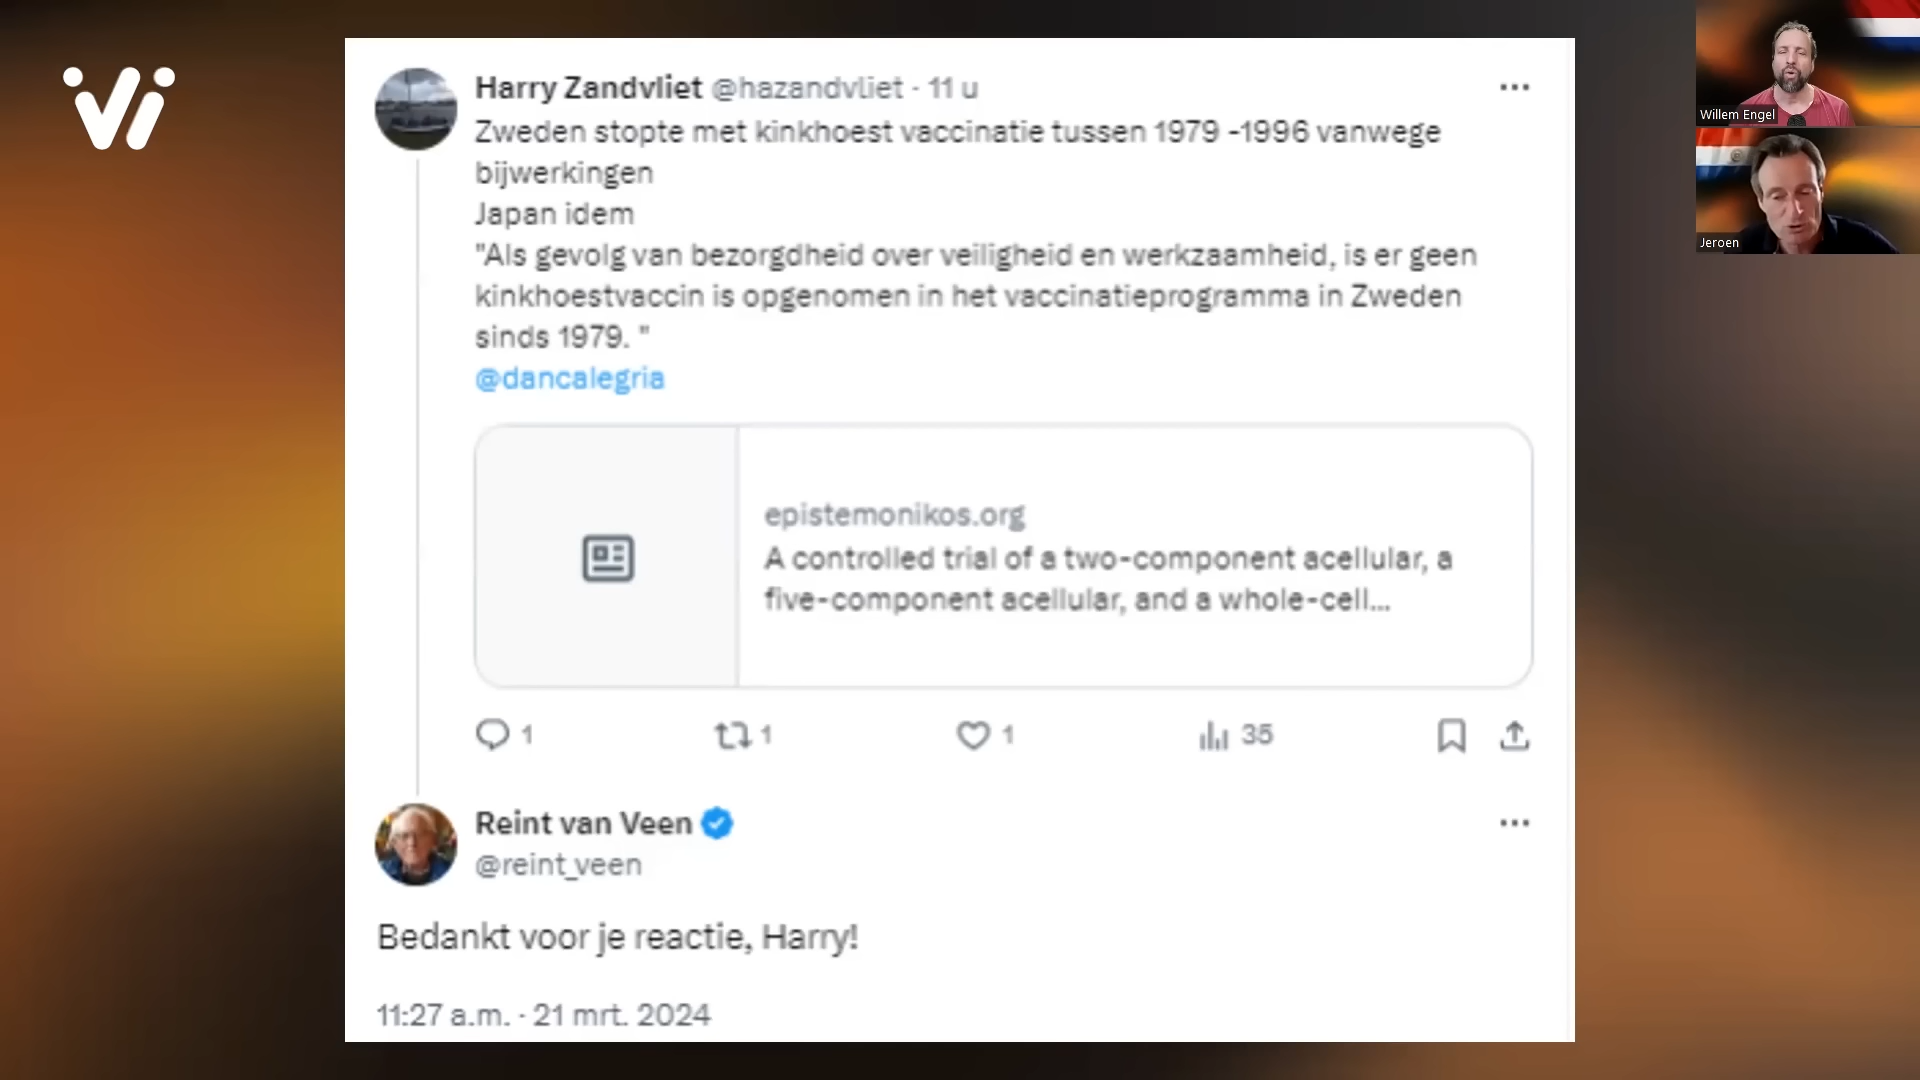 Vi
Harry Zandvliet @hazandvliet · 11 u
Zweden stopte met kinkhoest vaccinatie tussen 1979 -1996 vanwege
bijwerkingen
Japan idem
"Als gevolg van bezorgdheid over veiligheid en werkzaamheid, is er geen
kinkhoestvaccin is opgenomen in het vaccinatieprogramma in Zweden
sinds 1979. "
@dancalegria
epistemonikos.org
A controlled trial of a two-component acellular, a
five-component acellular, and a whole-cell...
1 1 1 35
Reint van Veen
@reint_veen
Bedankt voor je reactie, Harry!
11:27 a.m. · 21 mrt. 2024
Willem Engel
Jeroen